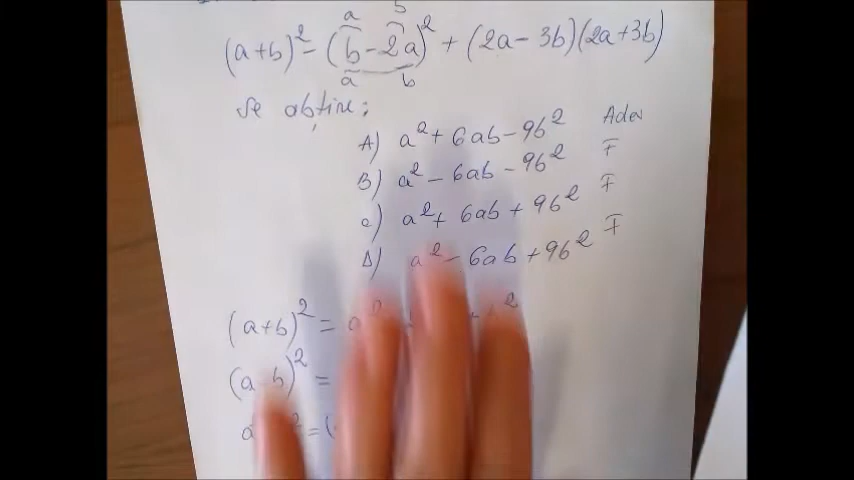 a b
(a+b)² - (b-2a)² + (2a-3b)(2a+3b)
a b
se obține:
A) a²+6ab-9b² Adev
B) a²-6ab-9b² F
C) a²+6ab+9b² F
D) a²-6ab+9b² F
(a+b)² = a
(a-b)² =
a ² = (